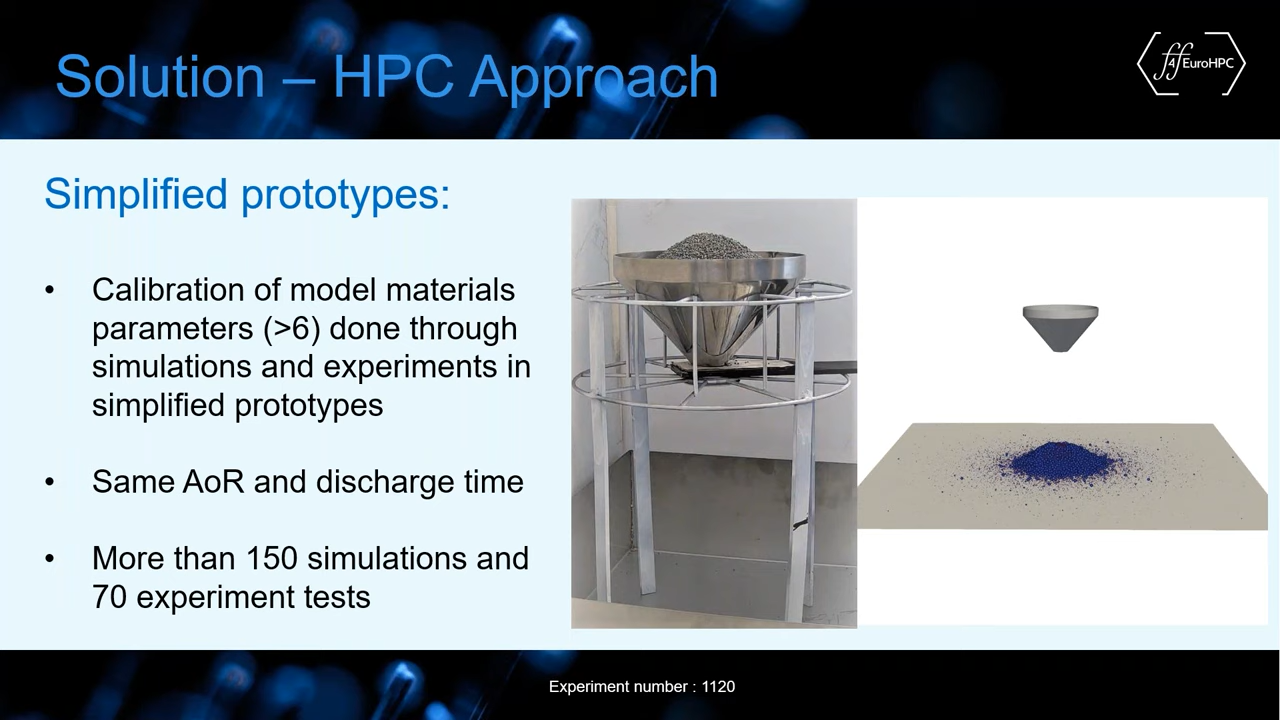 Solution – HPC Approach
ff4EuroHPC
Simplified prototypes:
• Calibration of model materials
parameters (>6) done through
simulations and experiments in
simplified prototypes
• Same AoR and discharge time
• More than 150 simulations and
70 experiment tests
Experiment number : 1120